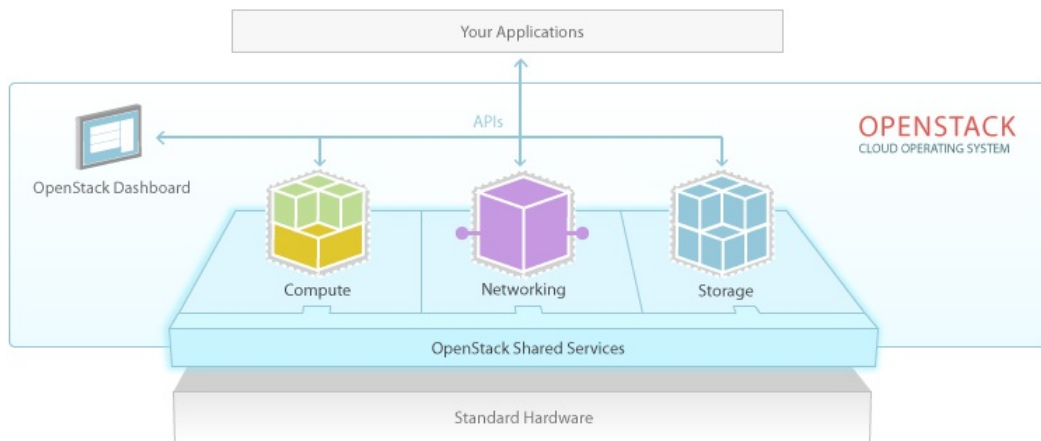 Your Applications
APIs
OPENSTACK
CLOUD OPERATING SYSTEM
OpenStack Dashboard
Compute
Networking
Storage
OpenStack Shared Services
Standard Hardware